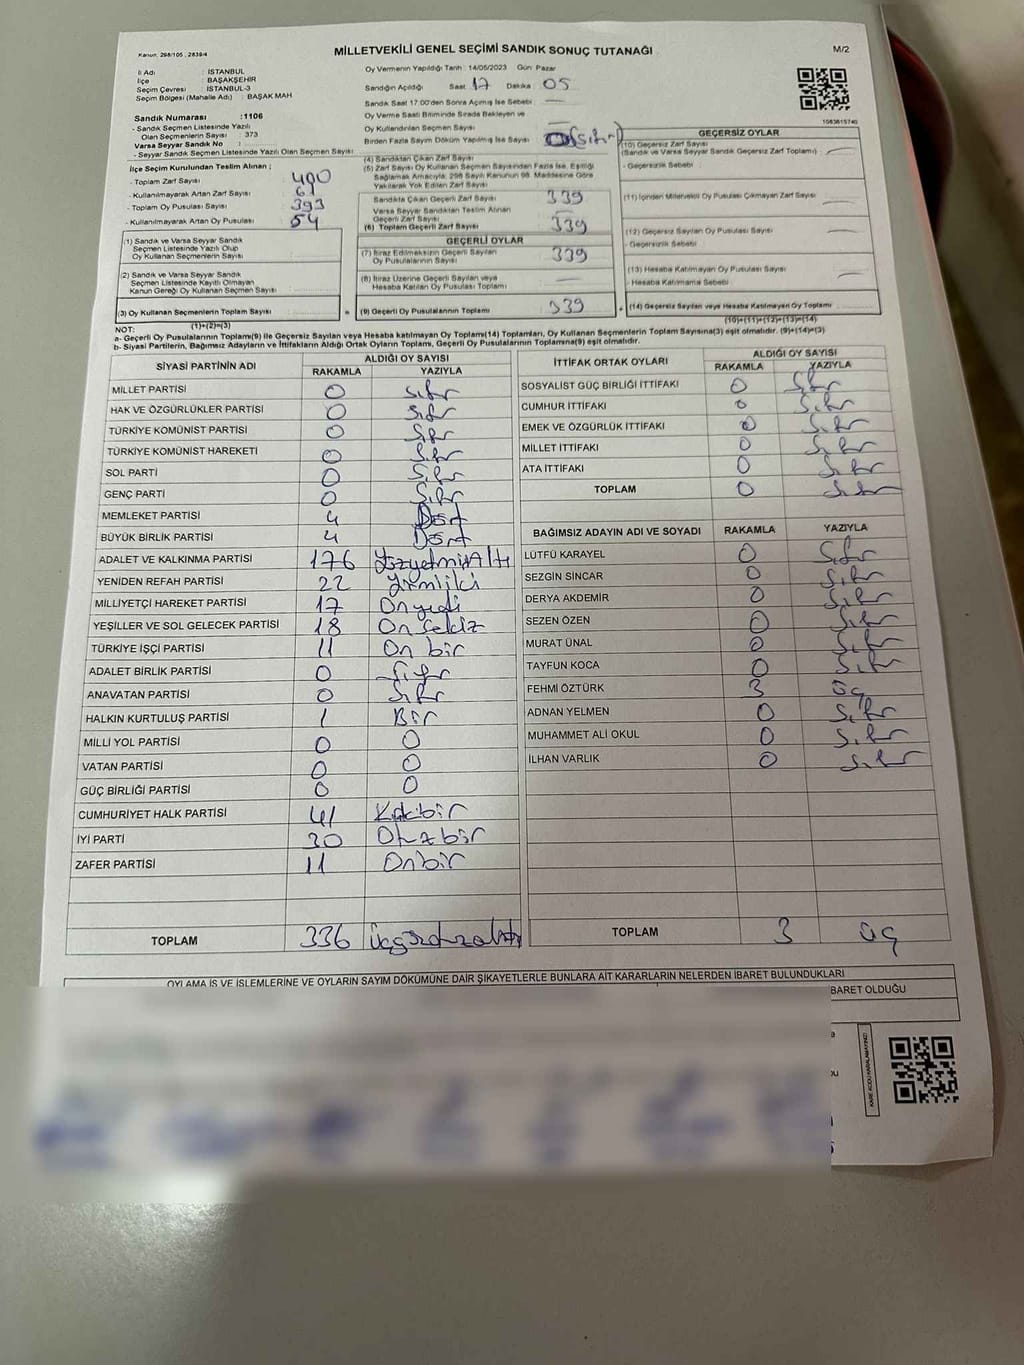 Kanun: 298/105, 2839/4
MİLLETVEKİLİ GENEL SEÇİMİ SANDIK SONUÇ TUTANAĞI
M/2
İl Adı : İSTANBUL
İlçe : BAŞAKŞEHİR
Seçim Çevresi : İSTANBUL-3
Seçim Bölgesi (Mahalle Adı) : BAŞAK MAH
Sandık Numarası :1106
- Sandık Seçmen Listesinde Yazılı
Olan Seçmenlerin Sayısı : 373
Varsa Seyyar Sandık No :
- Seyyar Sandık Seçmen Listesinde Yazılı Olan Seçmen Sayısı :
İlçe Seçim Kurulundan Teslim Alınan ;
- Toplam Zarf Sayısı : 400
- Kullanılmayarak Artan Zarf Sayısı : 61
- Toplam Oy Pusulası Sayısı : 393
- Kullanılmayarak Artan Oy Pusulası : 54
(1) Sandık ve Varsa Seyyar Sandık
Seçmen Listesinde Yazılı Olup
Oy Kullanan Seçmenlerin Sayısı :
(2) Sandık ve Varsa Seyyar Sandık
Seçmen Listesinde Kayıtlı Olmayan
Kanun Gereği Oy Kullanan Seçmen Sayısı :
(3) Oy Kullanan Seçmenlerin Toplam Sayısı :
(1)+(2)=(3)
Oy Vermenin Yapıldığı Tarih : 14/05/2023 Gün: Pazar
Sandığın Açıldığı Saat 17 Dakika 05
Sandık Saat 17:00'den Sonra Açılmış İse Sebebi : —
Oy Verme Saati Bitiminde Sırada Bekleyen ve
Oy Kullandırılan Seçmen Sayısı : —
Birden Fazla Sayım Döküm Yapılmış İse Sayısı : 0 (Sıfır)
(4) Sandıktan Çıkan Zarf Sayısı
(5) Zarf Sayısı Oy Kullanan Seçmen Sayısından Fazla İse, Eşitliği
Sağlamak Amacıyla, 298 Sayılı Kanunun 98. Maddesine Göre
Yakılarak Yok Edilen Zarf Sayısı
Sandıkta Çıkan Geçerli Zarf Sayısı 339
Varsa Seyyar Sandıktan Teslim Alınan
Geçerli Zarf Sayısı —
(6) Toplam Geçerli Zarf Sayısı 339
GEÇERLİ OYLAR
(7) İtiraz Edilmeksizin Geçerli Sayılan
Oy Pusulalarının Sayısı 339
(8) İtiraz Üzerine Geçerli Sayılan veya
Hesaba Katılan Oy Pusulası Toplamı —
= (9) Geçerli Oy Pusulalarının Toplamı 339
1063615740
GEÇERSİZ OYLAR
(10) Geçersiz Zarf Sayısı
(Sandık ve Varsa Seyyar Sandık Geçersiz Zarf Toplamı) : —
- Geçersizlik Sebebi :
(11) İçinden Milletvekili Oy Pusulası Çıkmayan Zarf Sayısı : —
(12) Geçersiz Sayılan Oy Pusulası Sayısı : —
- Geçersizlik Sebebi :
(13) Hesaba Katılmayan Oy Pusulası Sayısı : —
- Hesaba Katılmama Sebebi :
+ (14) Geçersiz Sayılan veya Hesaba Katılmayan Oy Toplamı :
(10)+(11)+(12)+(13)=(14)
NOT:
a- Geçerli Oy Pusulalarının Toplamı(9) ile Geçersiz Sayılan veya Hesaba katılmayan Oy Toplamı(14) Toplamları, Oy Kullanan Seçmenlerin Toplam Sayısına(3) eşit olmalıdır. (9)+(14)=(3)
b- Siyasi Partilerin, Bağımsız Adayların ve İttifakların Aldığı Ortak Oyların Toplamı, Geçerli Oy Pusulalarının Toplamına(9) eşit olmalıdır.
SİYASİ PARTİNİN ADI ALDIĞI OY SAYISI
RAKAMLA YAZIYLA
MİLLET PARTİSİ 0 Sıfır
HAK VE ÖZGÜRLÜKLER PARTİSİ 0 Sıfır
TÜRKİYE KOMÜNİST PARTİSİ 0 Sıfır
TÜRKİYE KOMÜNİST HAREKETİ 0 Sıfır
SOL PARTİ 0 Sıfır
GENÇ PARTİ 0 Sıfır
MEMLEKET PARTİSİ 4 Dört
BÜYÜK BİRLİK PARTİSİ 4 Dört
ADALET VE KALKINMA PARTİSİ 176 Yüzyetmişaltı
YENİDEN REFAH PARTİSİ 22 Yirmiiki
MİLLİYETÇİ HAREKET PARTİSİ 17 Onyedi
YEŞİLLER VE SOL GELECEK PARTİSİ 18 On sekiz
TÜRKİYE İŞÇİ PARTİSİ 11 On bir
ADALET BİRLİK PARTİSİ 0 Sıfır
ANAVATAN PARTİSİ 0 Sıfır
HALKIN KURTULUŞ PARTİSİ 1 Bir
MİLLİ YOL PARTİSİ 0 0
VATAN PARTİSİ 0 0
GÜÇ BİRLİĞİ PARTİSİ 0 0
CUMHURİYET HALK PARTİSİ 41 Kırkbir
İYİ PARTİ 30 Otuzbir
ZAFER PARTİSİ 11 Onbir
TOPLAM 336 üçyüzotuzaltı
İTTİFAK ORTAK OYLARI ALDIĞI OY SAYISI
RAKAMLA YAZIYLA
SOSYALİST GÜÇ BİRLİĞİ İTTİFAKI 0 Sıfır
CUMHUR İTTİFAKI 0 Sıfır
EMEK VE ÖZGÜRLÜK İTTİFAKI 0 Sıfır
MİLLET İTTİFAKI 0 Sıfır
ATA İTTİFAKI 0 Sıfır
TOPLAM 0 Sıfır
BAĞIMSIZ ADAYIN ADI VE SOYADI RAKAMLA YAZIYLA
LÜTFÜ KARAYEL 0 Sıfır
SEZGİN SİNCAR 0 Sıfır
DERYA AKDEMİR 0 Sıfır
SEZEN ÖZEN 0 Sıfır
MURAT ÜNAL 0 Sıfır
TAYFUN KOCA 0 Sıfır
FEHMİ ÖZTÜRK 3 üç
ADNAN YELMEN 0 Sıfır
MUHAMMET ALİ OKUL 0 Sıfır
İLHAN VARLIK 0 Sıfır
TOPLAM 3 üç
OYLAMA İŞ VE İŞLEMLERİNE VE OYLARIN SAYIM DÖKÜMÜNE DAİR ŞİKAYETLERLE BUNLARA AİT KARARLARIN NELERDEN İBARET BULUNDUKLARI
BARET OLDUĞU
KARE KODU KARALAMAYINIZ!